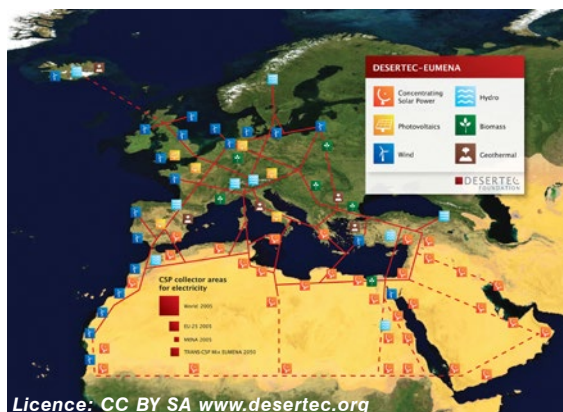 DESERTEC-EUMENA
Concentrating
Solar Power
Hydro
Photovoltaics
Biomass
Wind
Geothermal
DESERTEC
FOUNDATION
CSP collector areas
for electricity
World 2005
EU-25 2005
MENA 2005
TRANS-CSP Mix EUMENA 2050
Licence: CC BY SA www.desertec.org